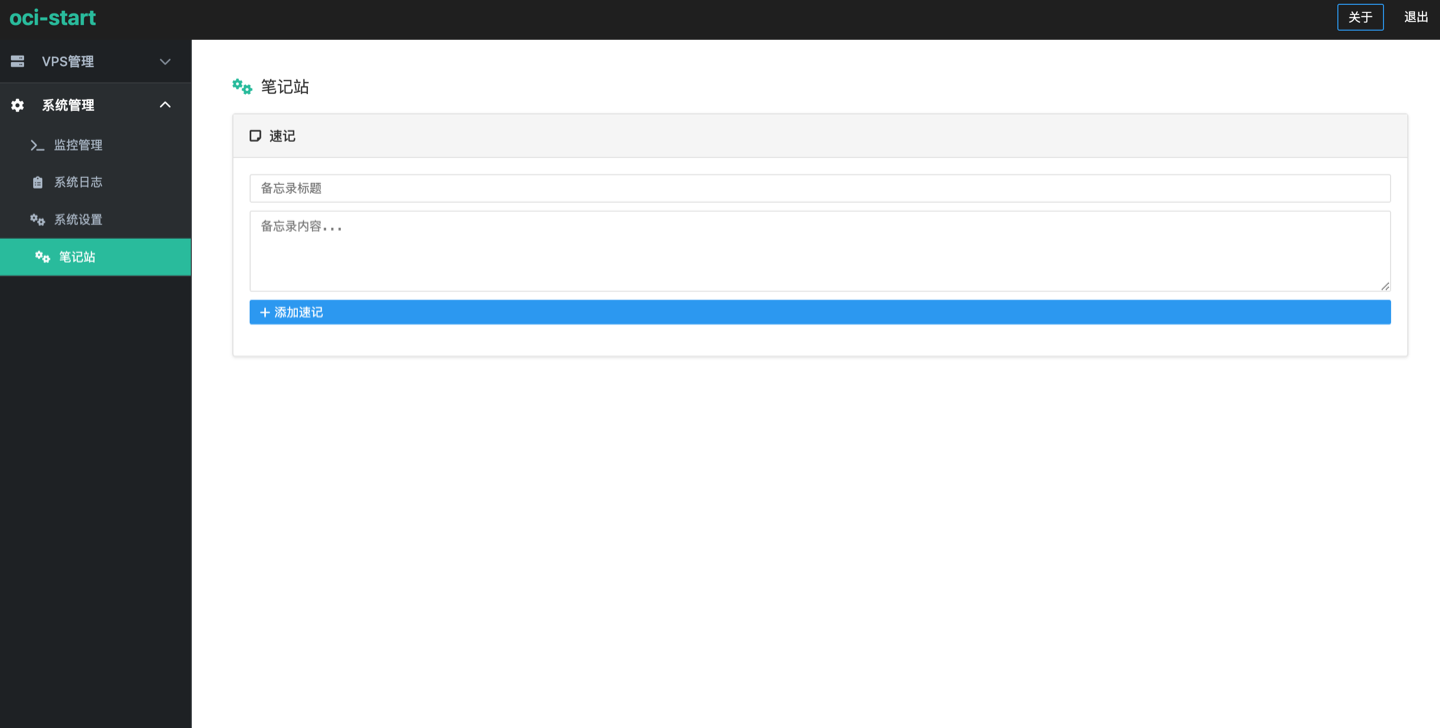 oci-start
关于 退出
VPS管理
系统管理
监控管理
系统日志
系统设置
笔记站
笔记站
速记
备忘录标题
备忘录内容...
添加速记